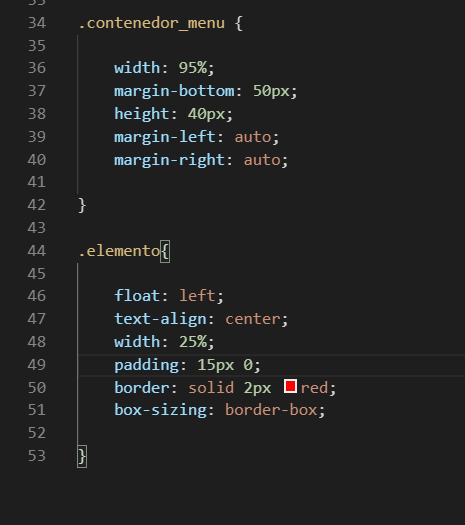 34 .contenedor_menu {
35
36 width: 95%;
37 margin-bottom: 50px;
38 height: 40px;
39 margin-left: auto;
40 margin-right: auto;
41
42 }
43
44 .elemento{
45
46 float: left;
47 text-align: center;
48 width: 25%;
49 padding: 15px 0;
50 border: solid 2px red;
51 box-sizing: border-box;
52
53 }